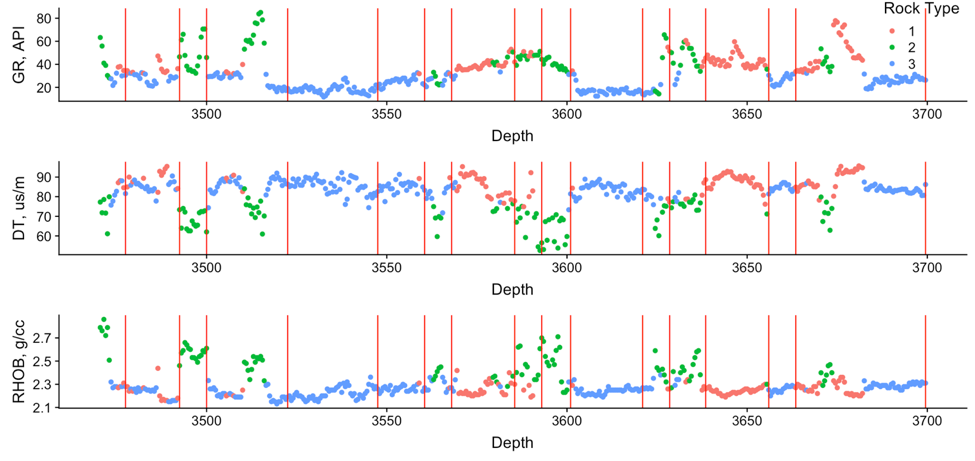 Rock Type
1
2
3
GR, API
80
60
40
20
3500 3550 3600 3650 3700
Depth
DT, us/m
90
80
70
60
3500 3550 3600 3650 3700
Depth
RHOB, g/cc
2.7
2.5
2.3
2.1
3500 3550 3600 3650 3700
Depth